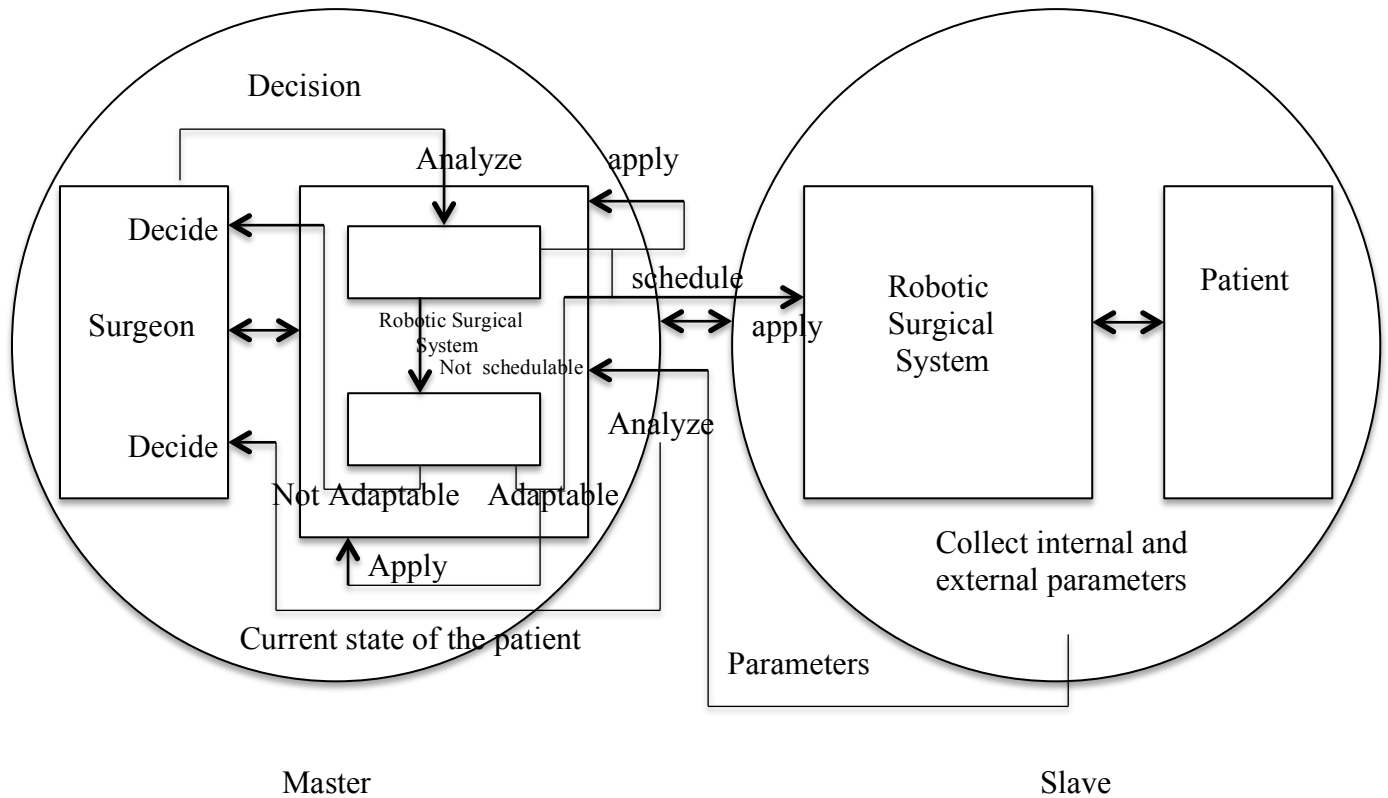 Decision
Analyze
apply
Decide
schedule
Robotic
Surgical
System
Patient
Surgeon
Robotic Surgical
System
apply
Not schedulable
Analyze
Decide
Not Adaptable
Adaptable
Collect internal and
external parameters
Apply
Current state of the patient
Parameters
Master
Slave